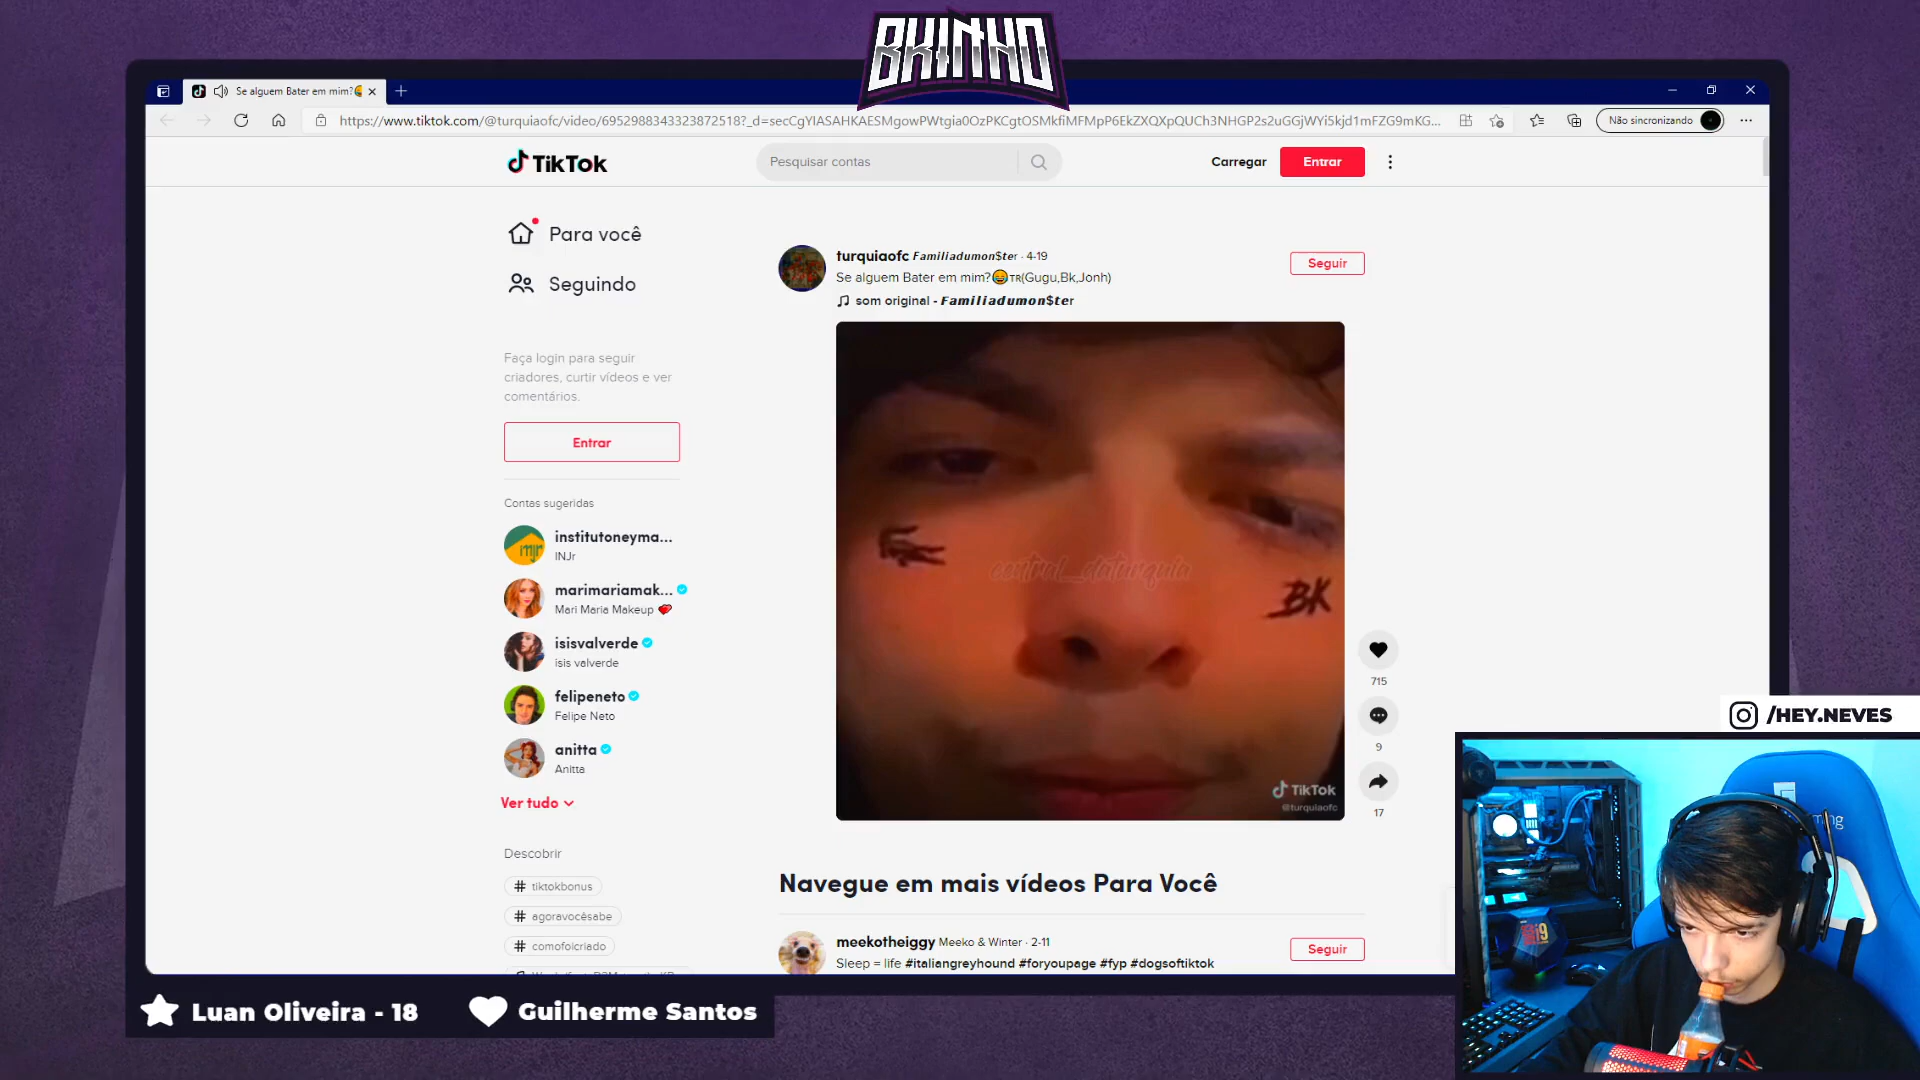 BKINHO
Se alguem Bater em mim?😂
https://www.tiktok.com/@turquiaofc/video/6952988343323872518?_d=secCgYIASAHKAESMgowPWtgia0OzPKCgtOSMkfiMFMpP6EkZXQXpQUCh3NHGP2s2uGGjWYi5kjd1mFZG9mKG...
Não sincronizando
TikTok
Pesquisar contas
Carregar
Entrar
Para você
Seguindo
Faça login para seguir
criadores, curtir vídeos e ver
comentários.
Entrar
Contas sugeridas
institutoneyma...
INJr
marimariamak...
Mari Maria Makeup
isisvalverde
isis valverde
felipeneto
Felipe Neto
anitta
Anitta
Ver tudo
Descobrir
# tiktokbonus
# agoravocêsabe
# comofoicriado
turquiaofc Familiadumon$ter · 4-19
Se alguem Bater em mim?😂TR(Gugu,Bk,Jonh)
som original - Familiadumon$ter
Seguir
central_daturquia
BK
TikTok
@turquiaofc
715
9
17
Navegue em mais vídeos Para Você
meekotheiggy Meeko & Winter · 2-11
Sleep = life #italiangreyhound #foryoupage #fyp #dogsoftiktok
Seguir
/HEY.NEVES
i9
Luan Oliveira - 18
Guilherme Santos